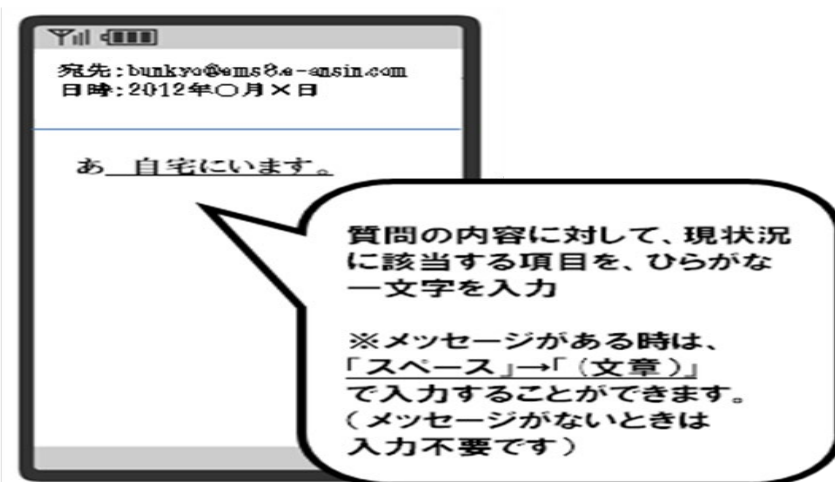 宛先:bunkyo@ems8.e-ansin.com
日時:2012年〇月×日
あ　自宅にいます。
質問の内容に対して、現状況
に該当する項目を、ひらがな
一文字を入力
※メッセージがある時は、
「スペース」→「(文章)」
で入力することができます。
(メッセージがないときは
入力不要です)